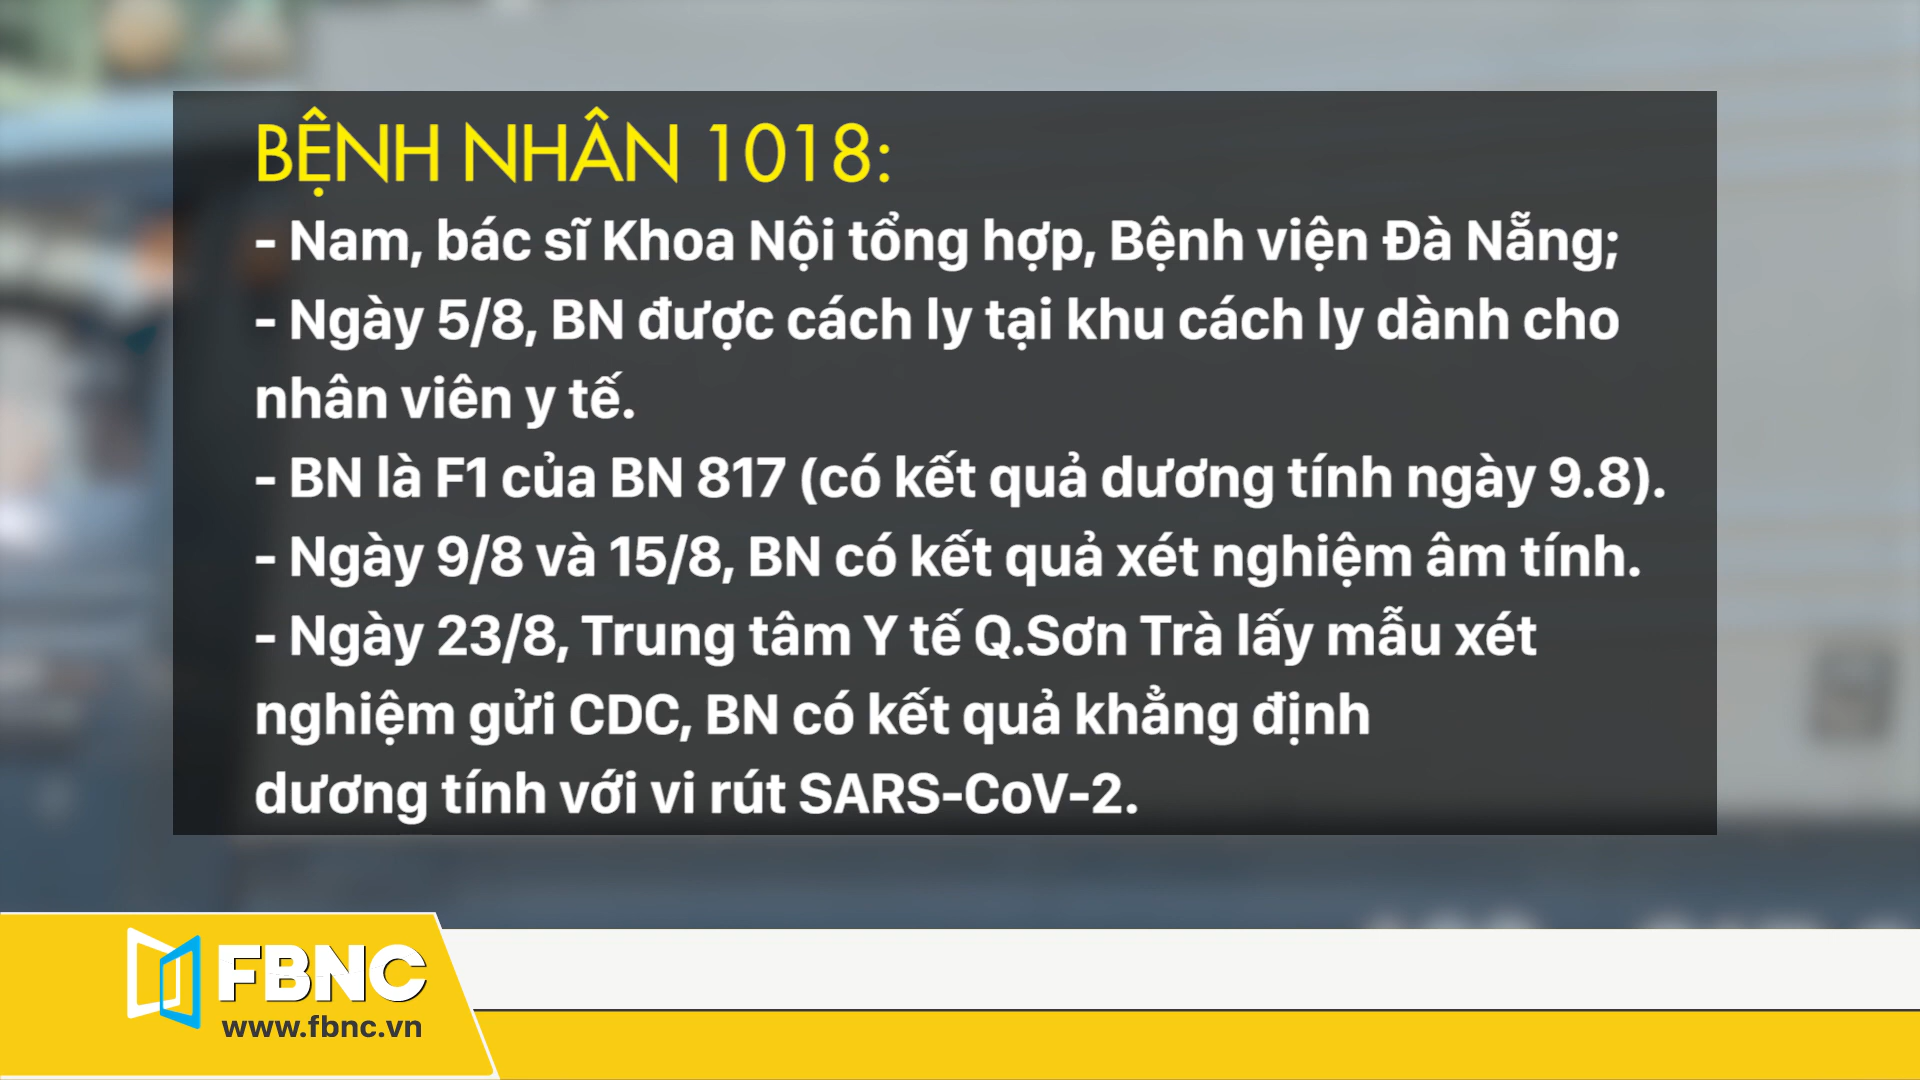 BỆNH NHÂN 1018:
- Nam, bác sĩ Khoa Nội tổng hợp, Bệnh viện Đà Nẵng;
- Ngày 5/8, BN được cách ly tại khu cách ly dành cho
nhân viên y tế.
- BN là F1 của BN 817 (có kết quả dương tính ngày 9.8).
- Ngày 9/8 và 15/8, BN có kết quả xét nghiệm âm tính.
- Ngày 23/8, Trung tâm Y tế Q.Sơn Trà lấy mẫu xét
nghiệm gửi CDC, BN có kết quả khẳng định
dương tính với vi rút SARS-CoV-2.
FBNC
www.fbnc.vn